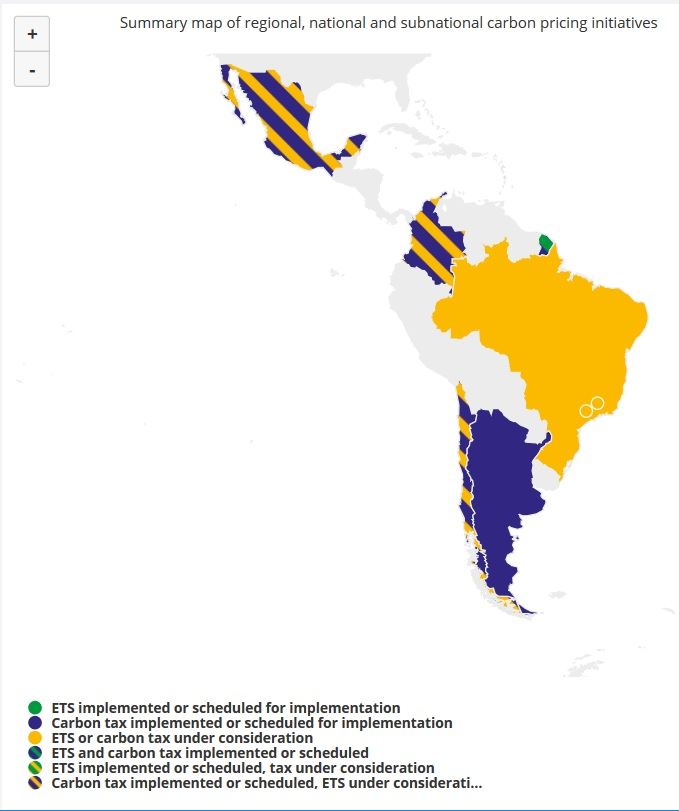 +
Summary map of regional, national and subnational carbon pricing initiatives
-
ETS implemented or scheduled for implementation
Carbon tax implemented or scheduled for implementation
ETS or carbon tax under consideration
ETS and carbon tax implemented or scheduled
ETS implemented or scheduled, tax under consideration
Carbon tax implemented or scheduled, ETS under considerati...